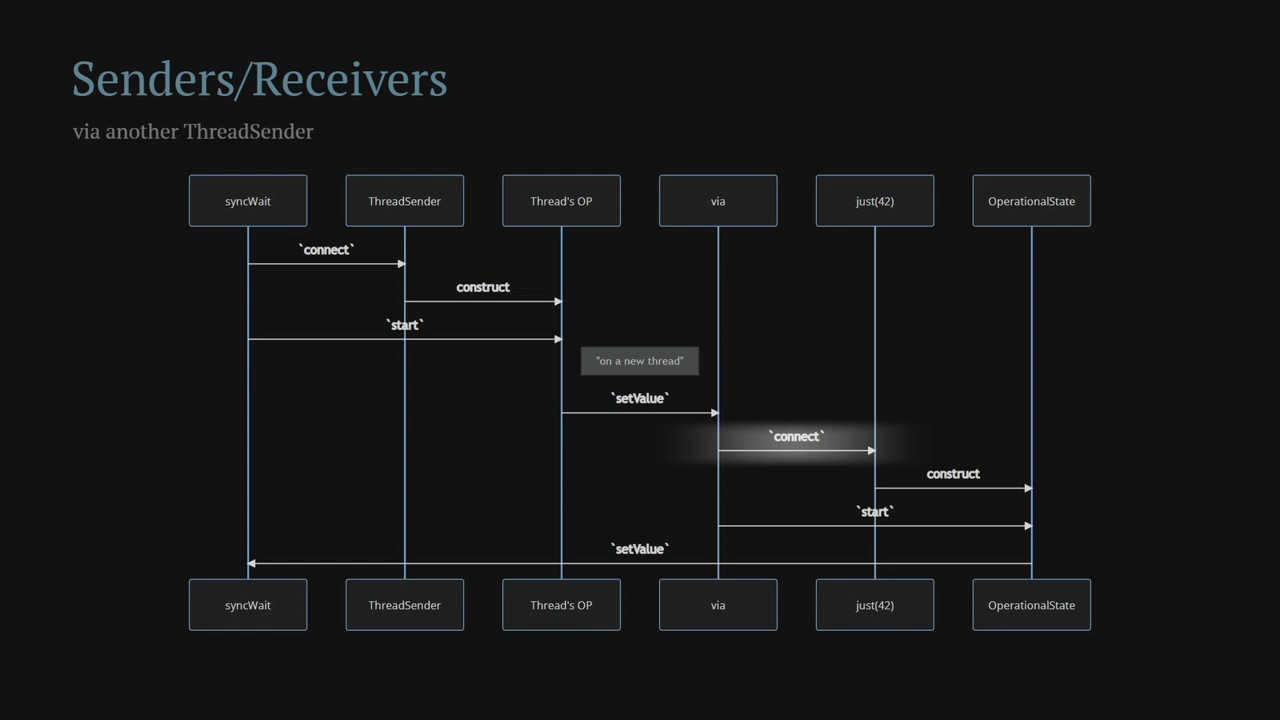 Senders/Receivers
via another ThreadSender
syncWait
ThreadSender
Thread's OP
via
just(42)
OperationalState
`connect`
construct
`start`
"on a new thread"
`setValue`
`connect`
construct
`start`
`setValue`
syncWait
ThreadSender
Thread's OP
via
just(42)
OperationalState